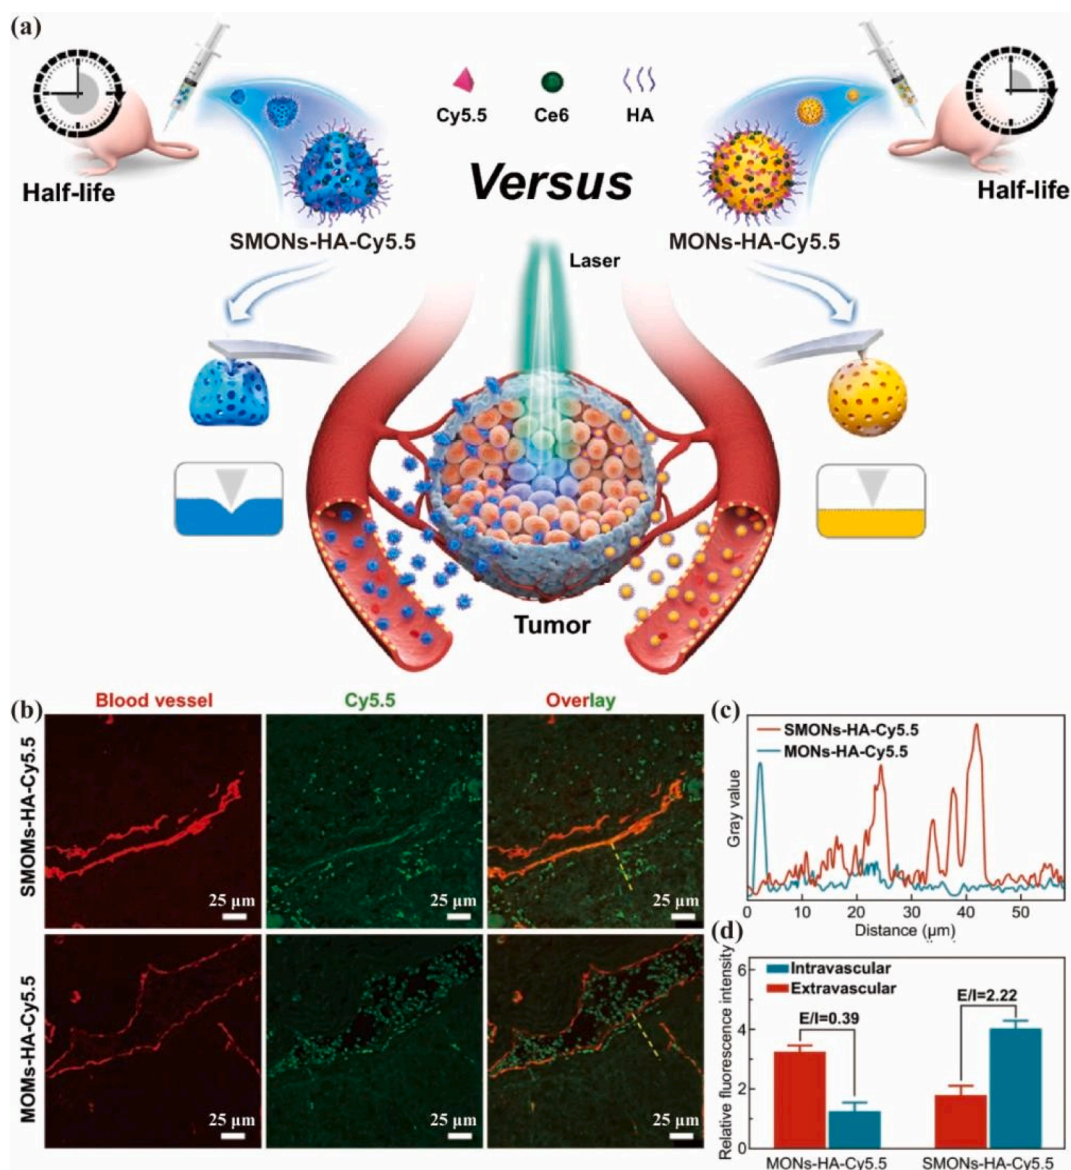 (a)
Half-life
Cy5.5 Ce6 HA
Versus
Half-life
SMONs-HA-Cy5.5
MONs-HA-Cy5.5
Laser
Tumor
(b)
Blood vessel Cy5.5 Overlay
SMOMs-HA-Cy5.5
25 µm 25 µm 25 µm
MOMs-HA-Cy5.5
25 µm 25 µm 25 µm
(c)
SMONs-HA-Cy5.5
MONs-HA-Cy5.5
Gray value
0 10 20 30 40 50
Distance (µm)
(d)
Relative fluorescence intensity
6
4
2
0
Intravascular
Extravascular
E/I=0.39
E/I=2.22
MONs-HA-Cy5.5 SMONs-HA-Cy5.5